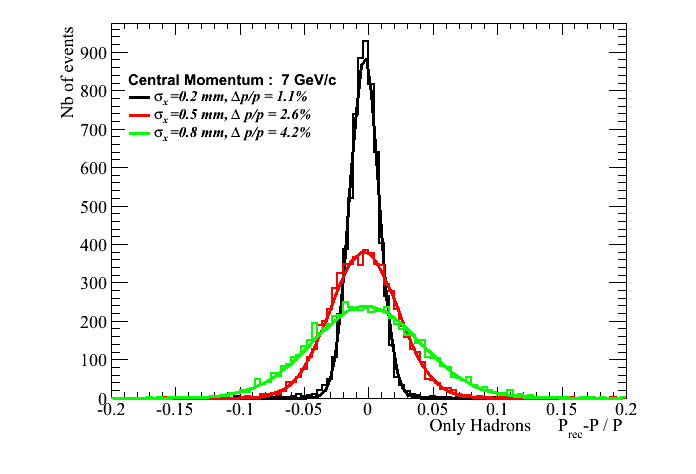 Nb of events
900
800
700
600
500
400
300
200
100
0
Central Momentum : 7 GeV/c
σx=0.2 mm, Δp/p = 1.1%
σx=0.5 mm, Δ p/p = 2.6%
σx=0.8 mm, Δ p/p = 4.2%
-0.2 -0.15 -0.1 -0.05 0 0.05 0.1 0.15 0.2
Only Hadrons Prec-P / P